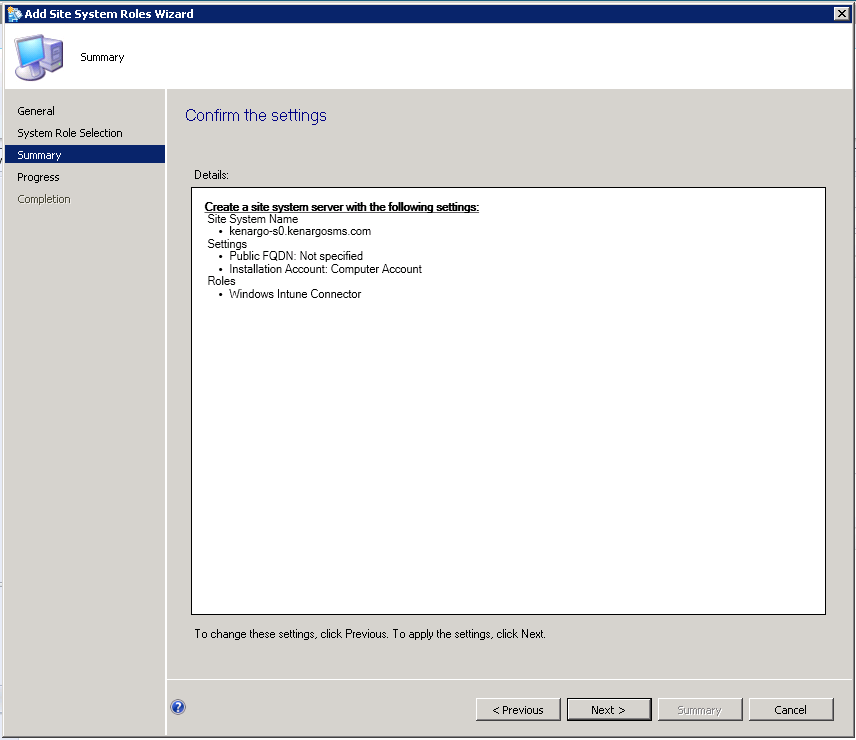 Add Site System Roles Wizard
Summary
General
System Role Selection
Summary
Progress
Completion
Confirm the settings
Details:
Create a site system server with the following settings:
Site System Name
• kenargo-s0.kenargosms.com
Settings
• Public FQDN: Not specified
• Installation Account: Computer Account
Roles
• Windows Intune Connector
To change these settings, click Previous. To apply the settings, click Next.
?
< Previous
Next >
Summary
Cancel